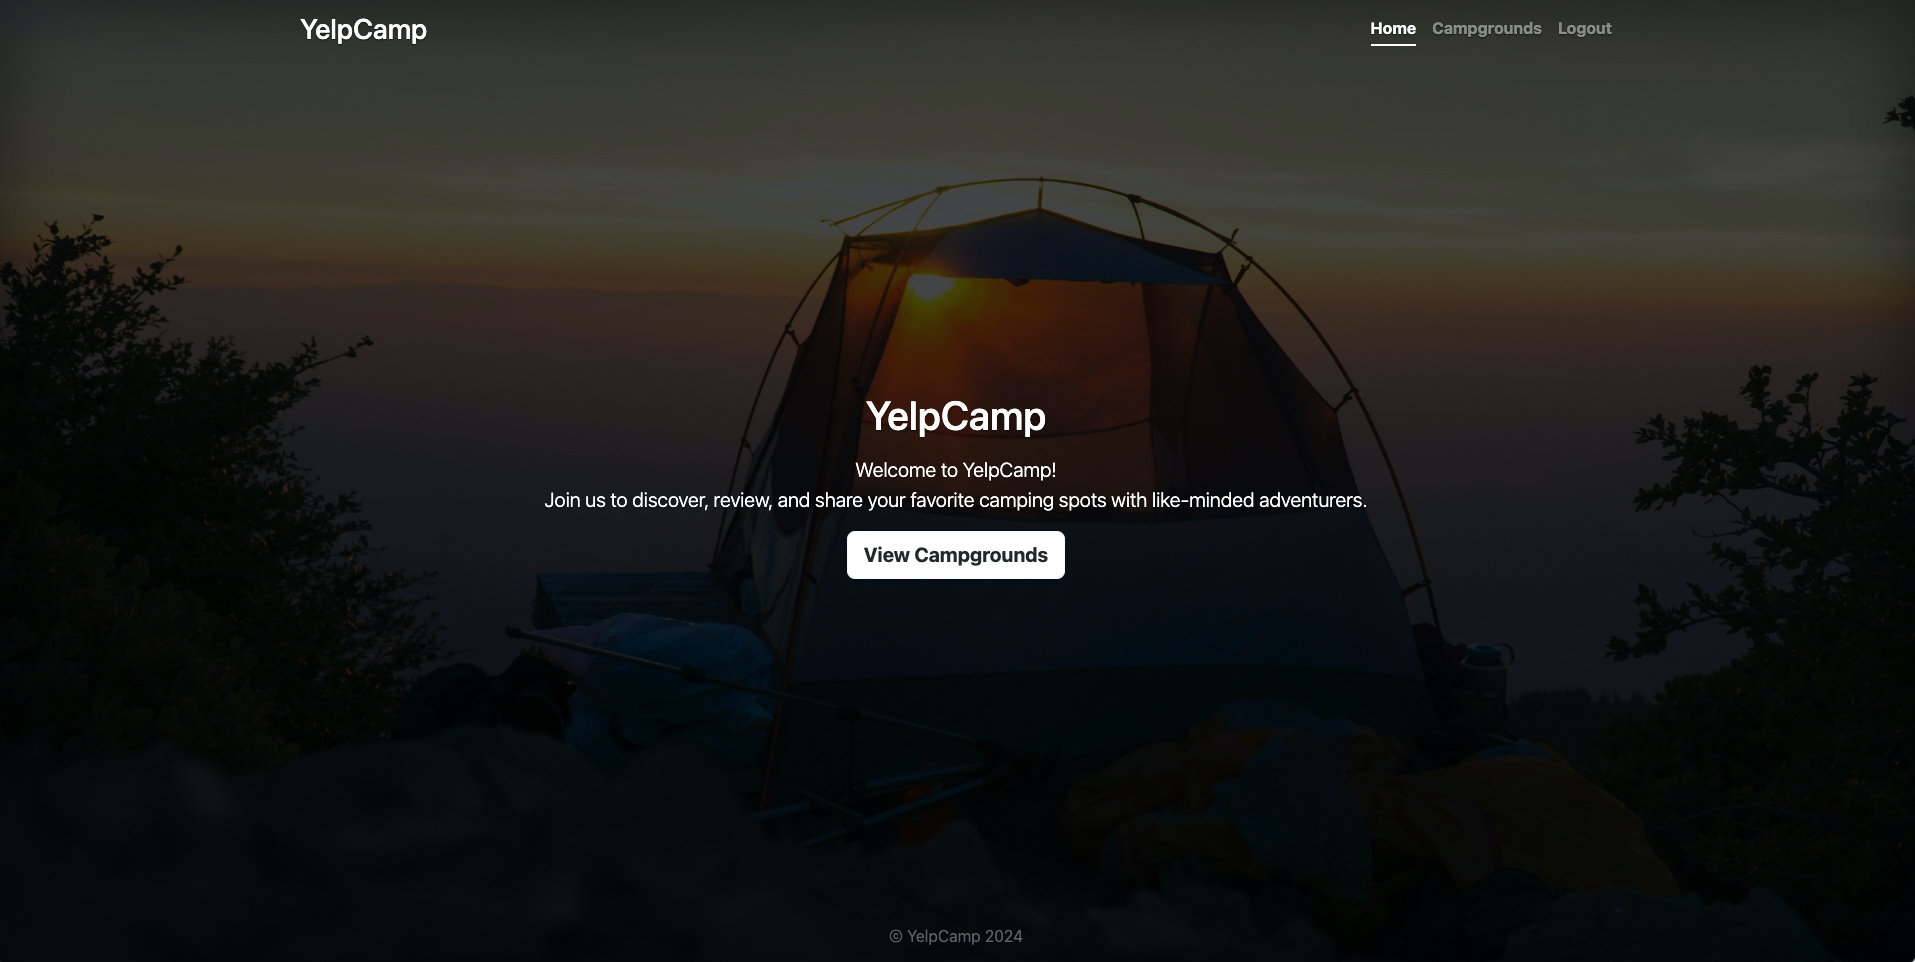 YelpCamp
Home Campgrounds Logout
YelpCamp
Welcome to YelpCamp!
Join us to discover, review, and share your favorite camping spots with like-minded adventurers.
View Campgrounds
© YelpCamp 2024